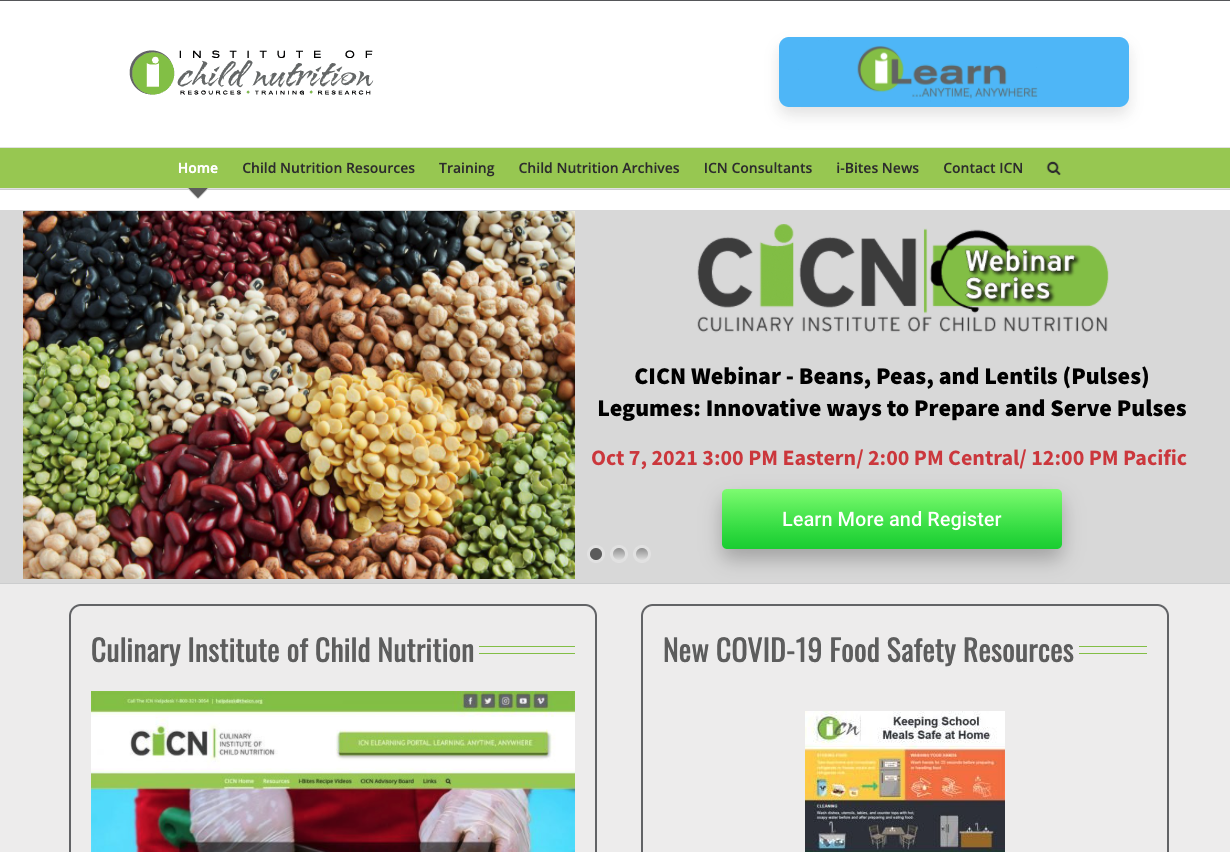 INSTITUTE OF
child nutrition
RESOURCES • TRAINING • RESEARCH
iLearn
...ANYTIME, ANYWHERE
Home Child Nutrition Resources Training Child Nutrition Archives ICN Consultants i-Bites News Contact ICN
CiCN Webinar Series
CULINARY INSTITUTE OF CHILD NUTRITION
CICN Webinar - Beans, Peas, and Lentils (Pulses)
Legumes: Innovative ways to Prepare and Serve Pulses
Oct 7, 2021 3:00 PM Eastern/ 2:00 PM Central/ 12:00 PM Pacific
Learn More and Register
Culinary Institute of Child Nutrition
CiCN CULINARY
INSTITUTE OF
CHILD NUTRITION
ICN ELEARNING PORTAL, LEARNING, ANYTIME, ANYWHERE
CICN Home Resources i-Bites Recipe Videos CICN Advisory Board Links
New COVID-19 Food Safety Resources
icn
Keeping School
Meals Safe at Home
CLEANING